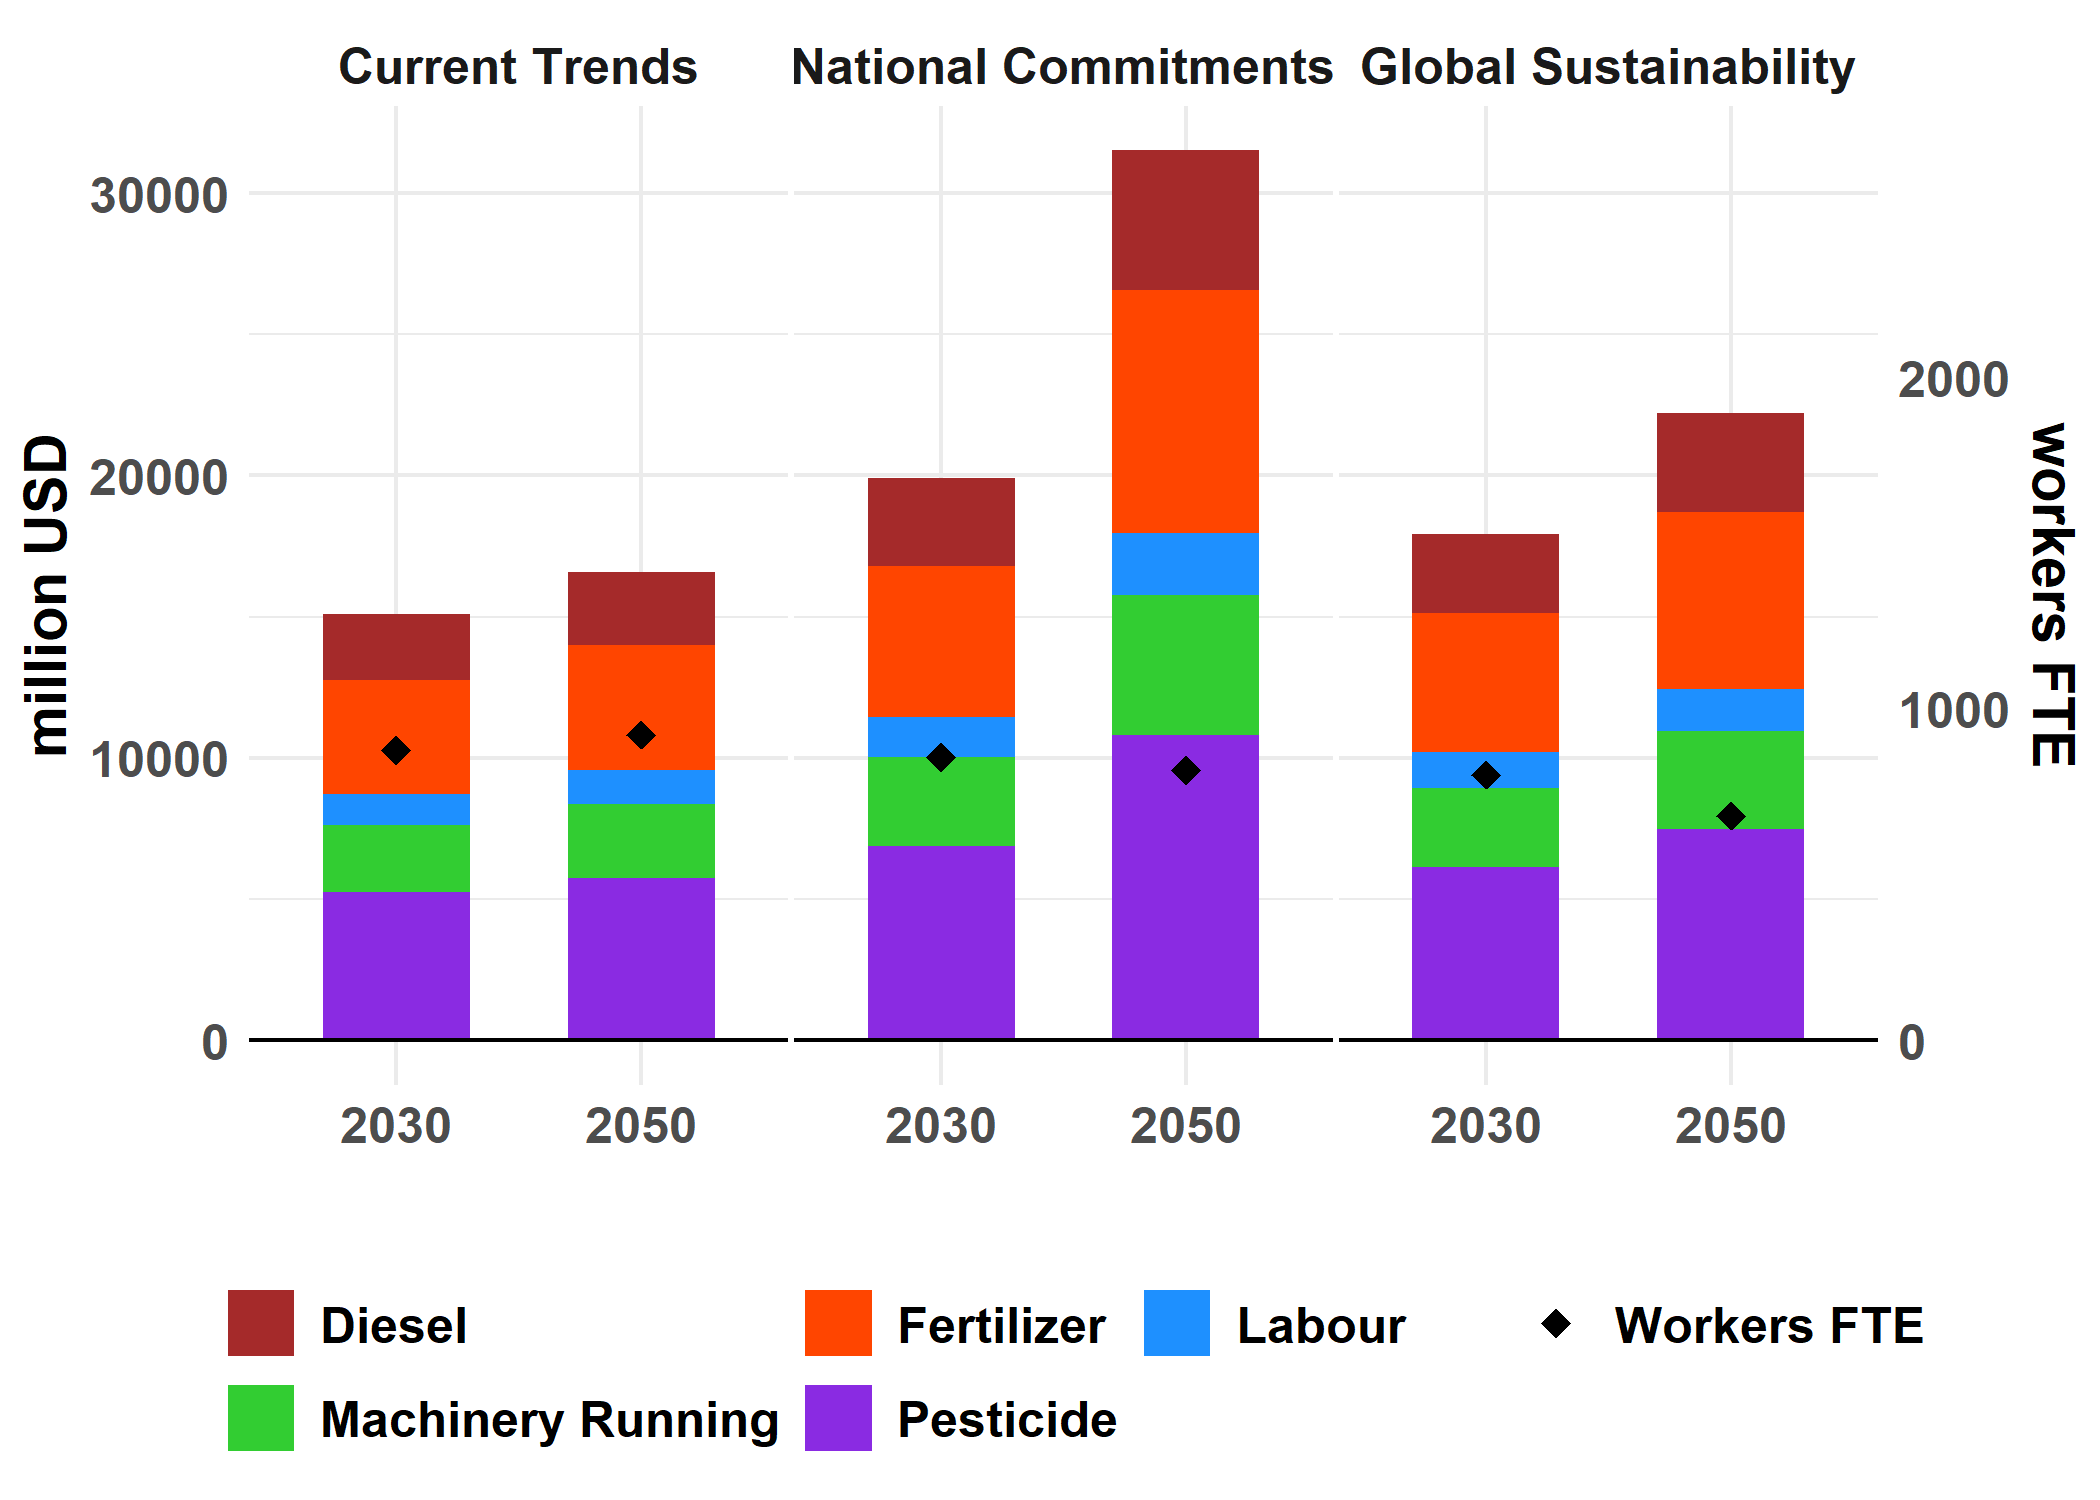 Current Trends
National Commitments
Global Sustainability
30000
20000
10000
0
million USD
2000
1000
0
workers FTE
2030
2050
2030
2050
2030
2050
Diesel
Fertilizer
Labour
Workers FTE
Machinery Running
Pesticide